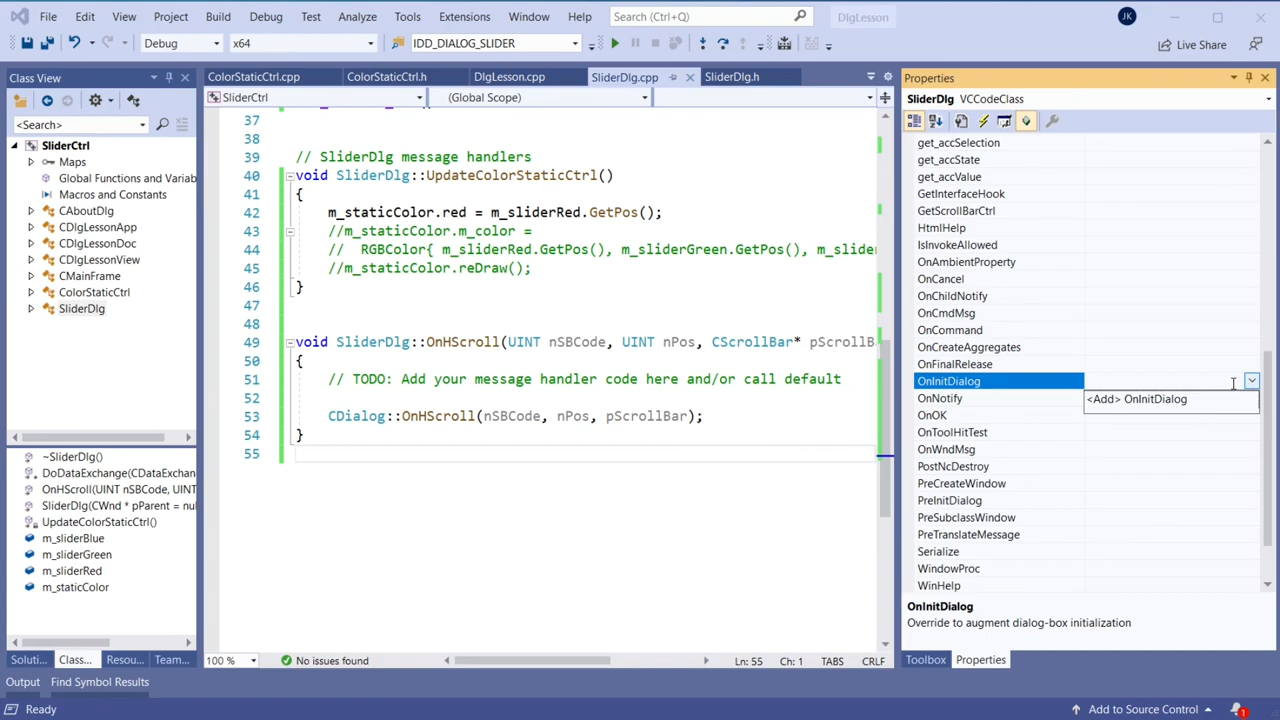 File Edit View Project Build Debug Test Analyze Tools Extensions Window Help Search (Ctrl+Q) DlgLesson JK
Debug x64 IDD_DIALOG_SLIDER Live Share
Class View
ColorStaticCtrl.cpp ColorStaticCtrl.h DlgLesson.cpp SliderDlg.cpp SliderDlg.h
Properties
SliderCtrl (Global Scope)
SliderDlg VCCodeClass
<Search>
SliderCtrl
Maps
Global Functions and Variab
Macros and Constants
CAboutDlg
CDlgLessonApp
CDlgLessonDoc
CDlgLessonView
CMainFrame
ColorStaticCtrl
SliderDlg
~SliderDlg()
DoDataExchange(CDataExchan
OnHScroll(UINT nSBCode, UINT
SliderDlg(CWnd * pParent = nul
UpdateColorStaticCtrl()
m_sliderBlue
m_sliderGreen
m_sliderRed
m_staticColor
Soluti... Class... Resou... Team...
37
38
39 // SliderDlg message handlers
40 void SliderDlg::UpdateColorStaticCtrl()
41 {
42 m_staticColor.red = m_sliderRed.GetPos();
43 //m_staticColor.m_color =
44 // RGBColor{ m_sliderRed.GetPos(), m_sliderGreen.GetPos(), m_slider
45 //m_staticColor.reDraw();
46 }
47
48
49 void SliderDlg::OnHScroll(UINT nSBCode, UINT nPos, CScrollBar* pScrollB
50 {
51 // TODO: Add your message handler code here and/or call default
52
53 CDialog::OnHScroll(nSBCode, nPos, pScrollBar);
54 }
55
100 % No issues found Ln: 55 Ch: 1 TABS CRLF
get_accSelection
get_accState
get_accValue
GetInterfaceHook
GetScrollBarCtrl
HtmlHelp
IsInvokeAllowed
OnAmbientProperty
OnCancel
OnChildNotify
OnCmdMsg
OnCommand
OnCreateAggregates
OnFinalRelease
OnInitDialog
OnNotify <Add> OnInitDialog
OnOK
OnToolHitTest
OnWndMsg
PostNcDestroy
PreCreateWindow
PreInitDialog
PreSubclassWindow
PreTranslateMessage
Serialize
WindowProc
WinHelp
OnInitDialog
Override to augment dialog-box initialization
Toolbox Properties
Output Find Symbol Results
Ready Add to Source Control 1